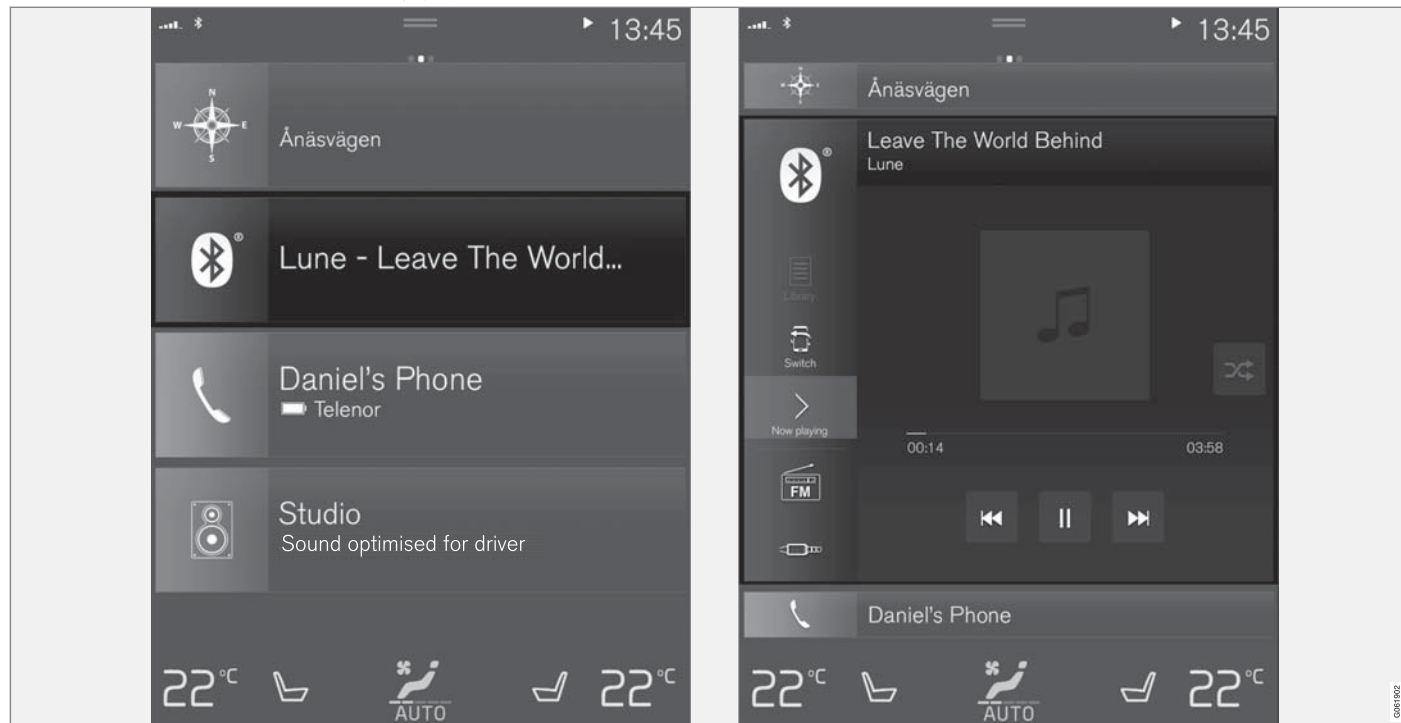 13:45
N
W E
S
Ånäsvägen
®
Lune - Leave The World...
Daniel's Phone
Telenor
Studio
Sound optimised for driver
22°C
AUTO
22°C
13:45
Ånäsvägen
®
Leave The World Behind
Lune
Library
Switch
Now playing
00:14
03:58
FM
Daniel's Phone
22°C
AUTO
22°C
G061902